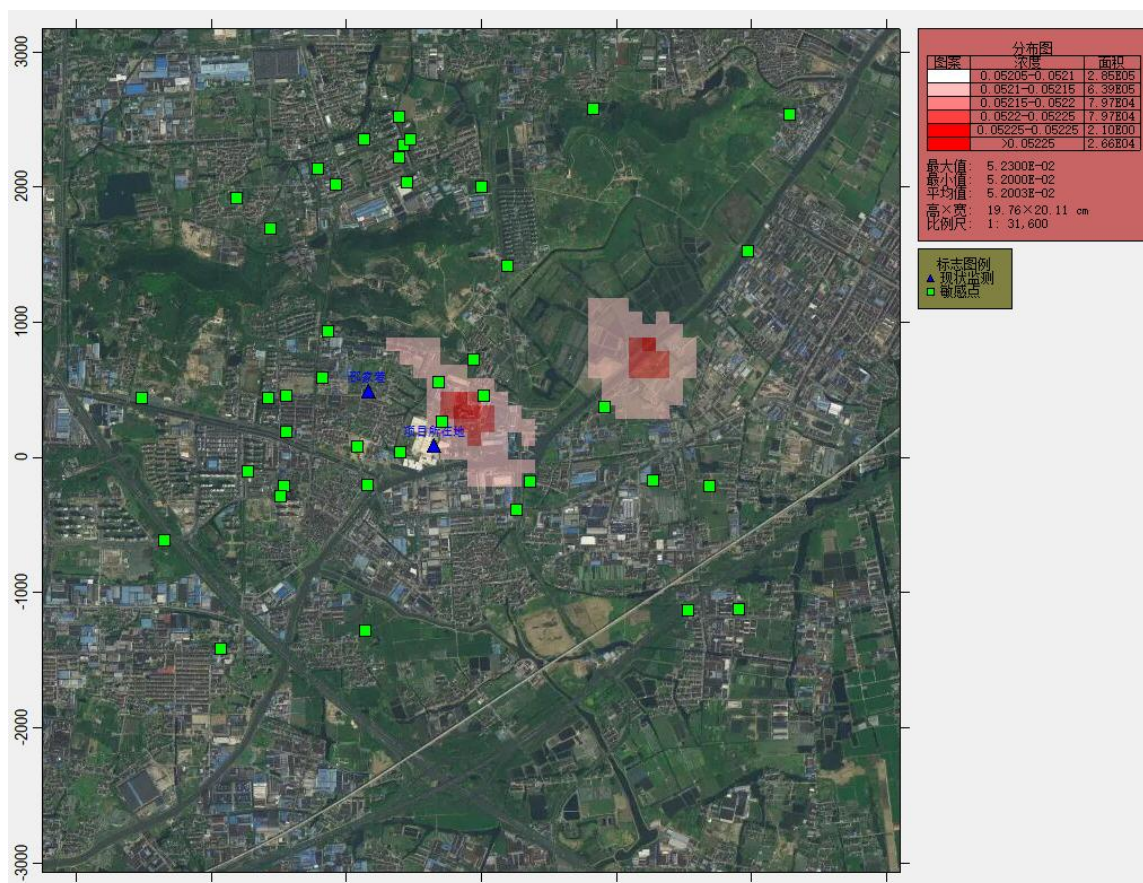 3000
2000
1000
0
-1000
-2000
-3000
邵家娄
项目所在地
分布图
图案 浓度 面积
0.05205-0.0521 2.85E05
0.0521-0.05215 6.39E05
0.05215-0.0522 7.97E04
0.0522-0.05225 7.97E04
0.05225-0.05225 2.10E00
>0.05225 2.66E04
最大值: 5.2300E-02
最小值: 5.2000E-02
平均值: 5.2003E-02
高×宽: 19.76×20.11 cm
比例尺: 1: 31,600
标志图例
现状监测
敏感点